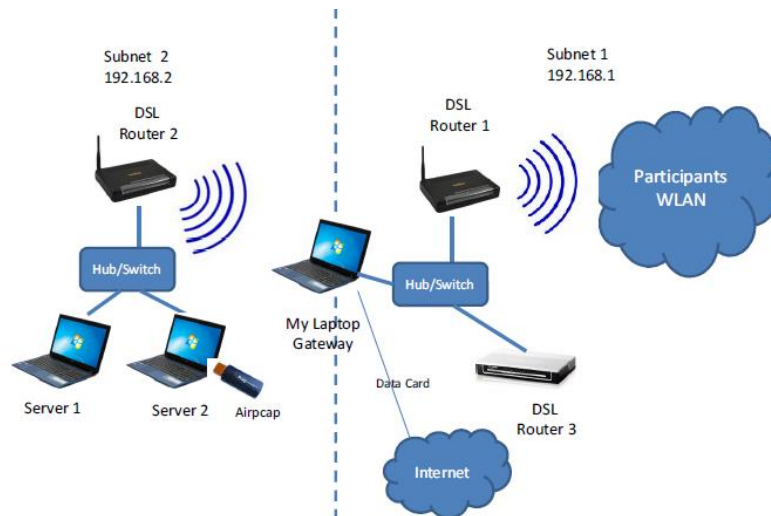 Subnet 2
192.168.2
DSL
Router 2
Hub/Switch
Server 1
Server 2
Airpcap
Subnet 1
192.168.1
DSL
Router 1
Participants
WLAN
Hub/Switch
My Laptop
Gateway
Data Card
DSL
Router 3
Internet